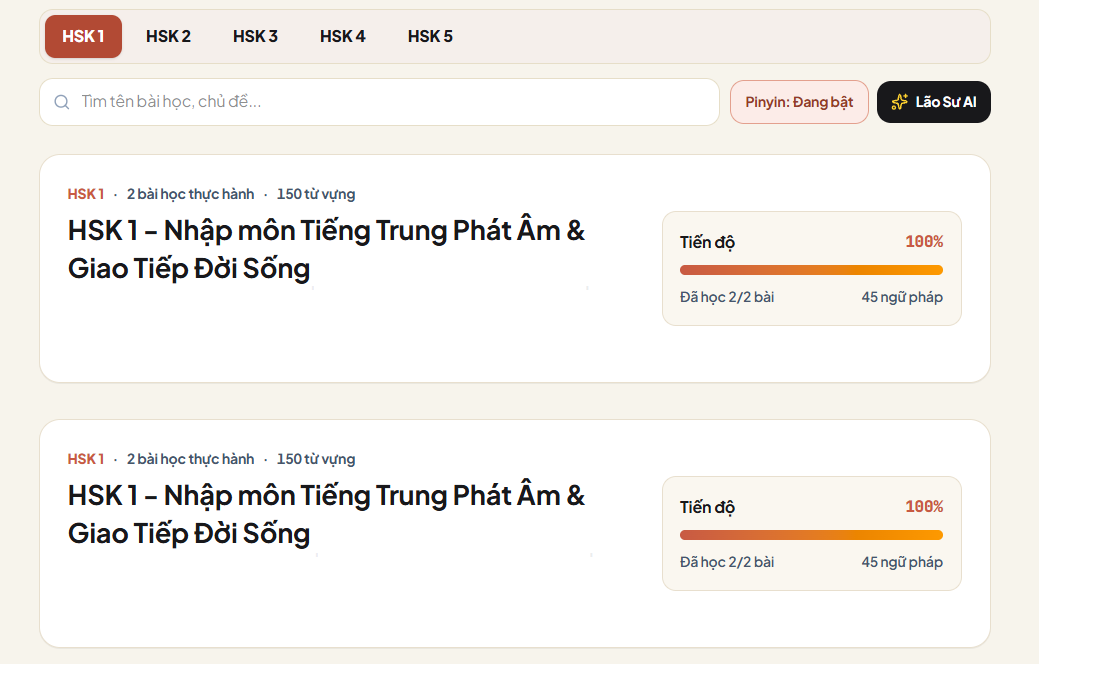 HSK 1 HSK 2 HSK 3 HSK 4 HSK 5
Tìm tên bài học, chủ đề...
Pinyin: Đang bật
Lão Sư AI
HSK 1 · 2 bài học thực hành · 150 từ vựng
HSK 1 – Nhập môn Tiếng Trung Phát Âm &
Giao Tiếp Đời Sống
Tiến độ 100%
Đã học 2/2 bài 45 ngữ pháp
HSK 1 · 2 bài học thực hành · 150 từ vựng
HSK 1 – Nhập môn Tiếng Trung Phát Âm &
Giao Tiếp Đời Sống
Tiến độ 100%
Đã học 2/2 bài 45 ngữ pháp